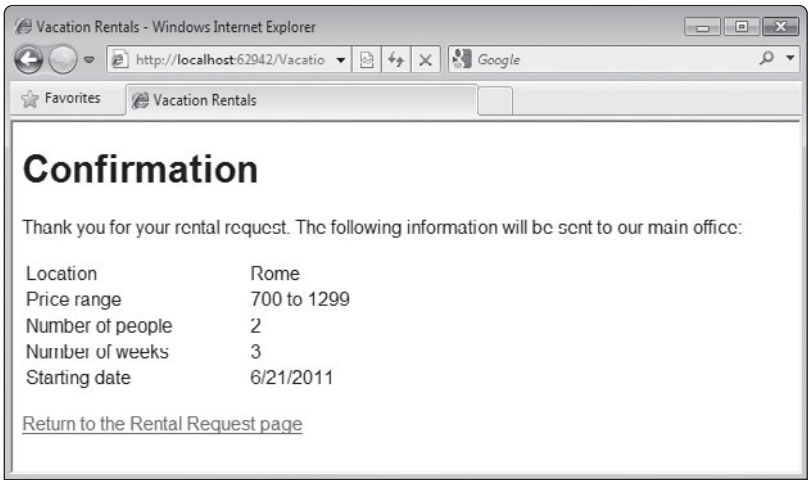 Vacation Rentals - Windows Internet Explorer
http://localhost:62942/Vacatio
Google
Favorites
Vacation Rentals
Confirmation
Thank you for your rental request. The following information will be sent to our main office:
Location Rome
Price range 700 to 1299
Number of people 2
Number of weeks 3
Starting date 6/21/2011
Return to the Rental Request page